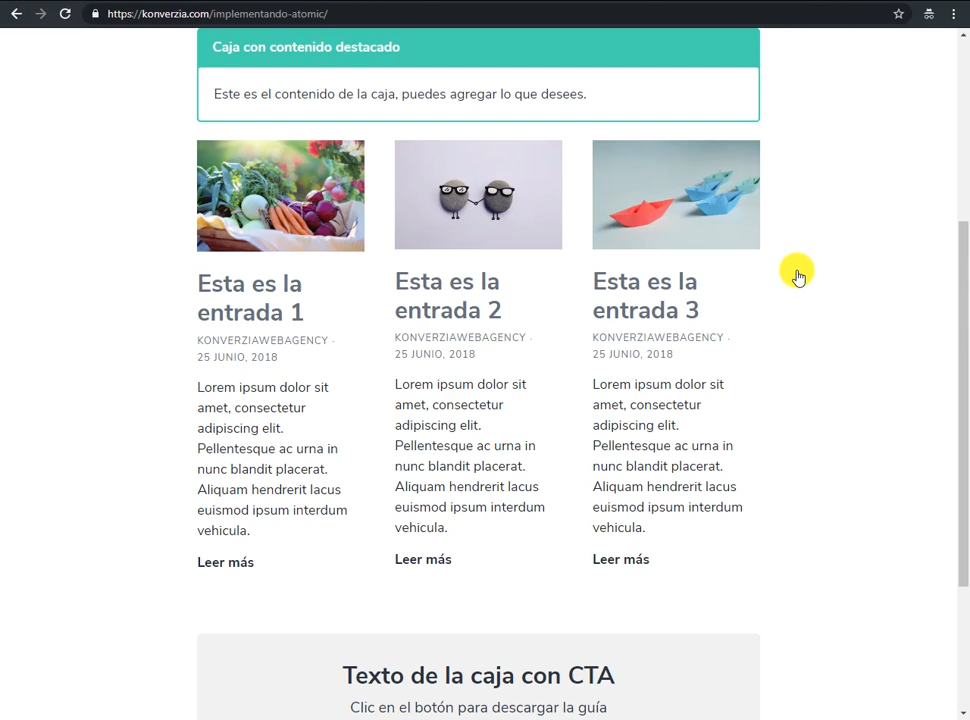 https://konverzia.com/implementando-atomic/
Caja con contenido destacado
Este es el contenido de la caja, puedes agregar lo que desees.
Esta es la
entrada 1
KONVERZIAWEBAGENCY ·
25 JUNIO, 2018
Lorem ipsum dolor sit
amet, consectetur
adipiscing elit.
Pellentesque ac urna in
nunc blandit placerat.
Aliquam hendrerit lacus
euismod ipsum interdum
vehicula.
Leer más
Esta es la
entrada 2
KONVERZIAWEBAGENCY ·
25 JUNIO, 2018
Lorem ipsum dolor sit
amet, consectetur
adipiscing elit.
Pellentesque ac urna in
nunc blandit placerat.
Aliquam hendrerit lacus
euismod ipsum interdum
vehicula.
Leer más
Esta es la
entrada 3
KONVERZIAWEBAGENCY ·
25 JUNIO, 2018
Lorem ipsum dolor sit
amet, consectetur
adipiscing elit.
Pellentesque ac urna in
nunc blandit placerat.
Aliquam hendrerit lacus
euismod ipsum interdum
vehicula.
Leer más
Texto de la caja con CTA
Clic en el botón para descargar la guía